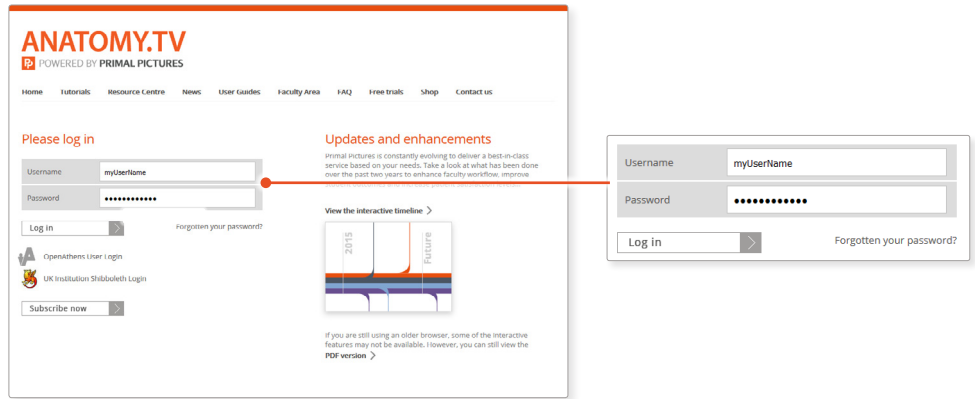 ANATOMY.TV
POWERED BY PRIMAL PICTURES
Home Tutorials Resource Centre News User Guides Faculty Area FAQ Free trials Shop Contact us
Please log in
Username myUserName
Password ••••••••••••
Log in
Forgotten your password?
OpenAthens User Login
UK Institution Shibboleth Login
Subscribe now
Updates and enhancements
Primal Pictures is constantly evolving to deliver a best-in-class
service based on your needs. Take a look at what has been done
over the past two years to enhance faculty workflow, improve
View the interactive timeline
2015
Future
If you are still using an older browser, some of the interactive
features may not be available. However, you can still view the
PDF version
Username myUserName
Password ••••••••••••
Log in
Forgotten your password?